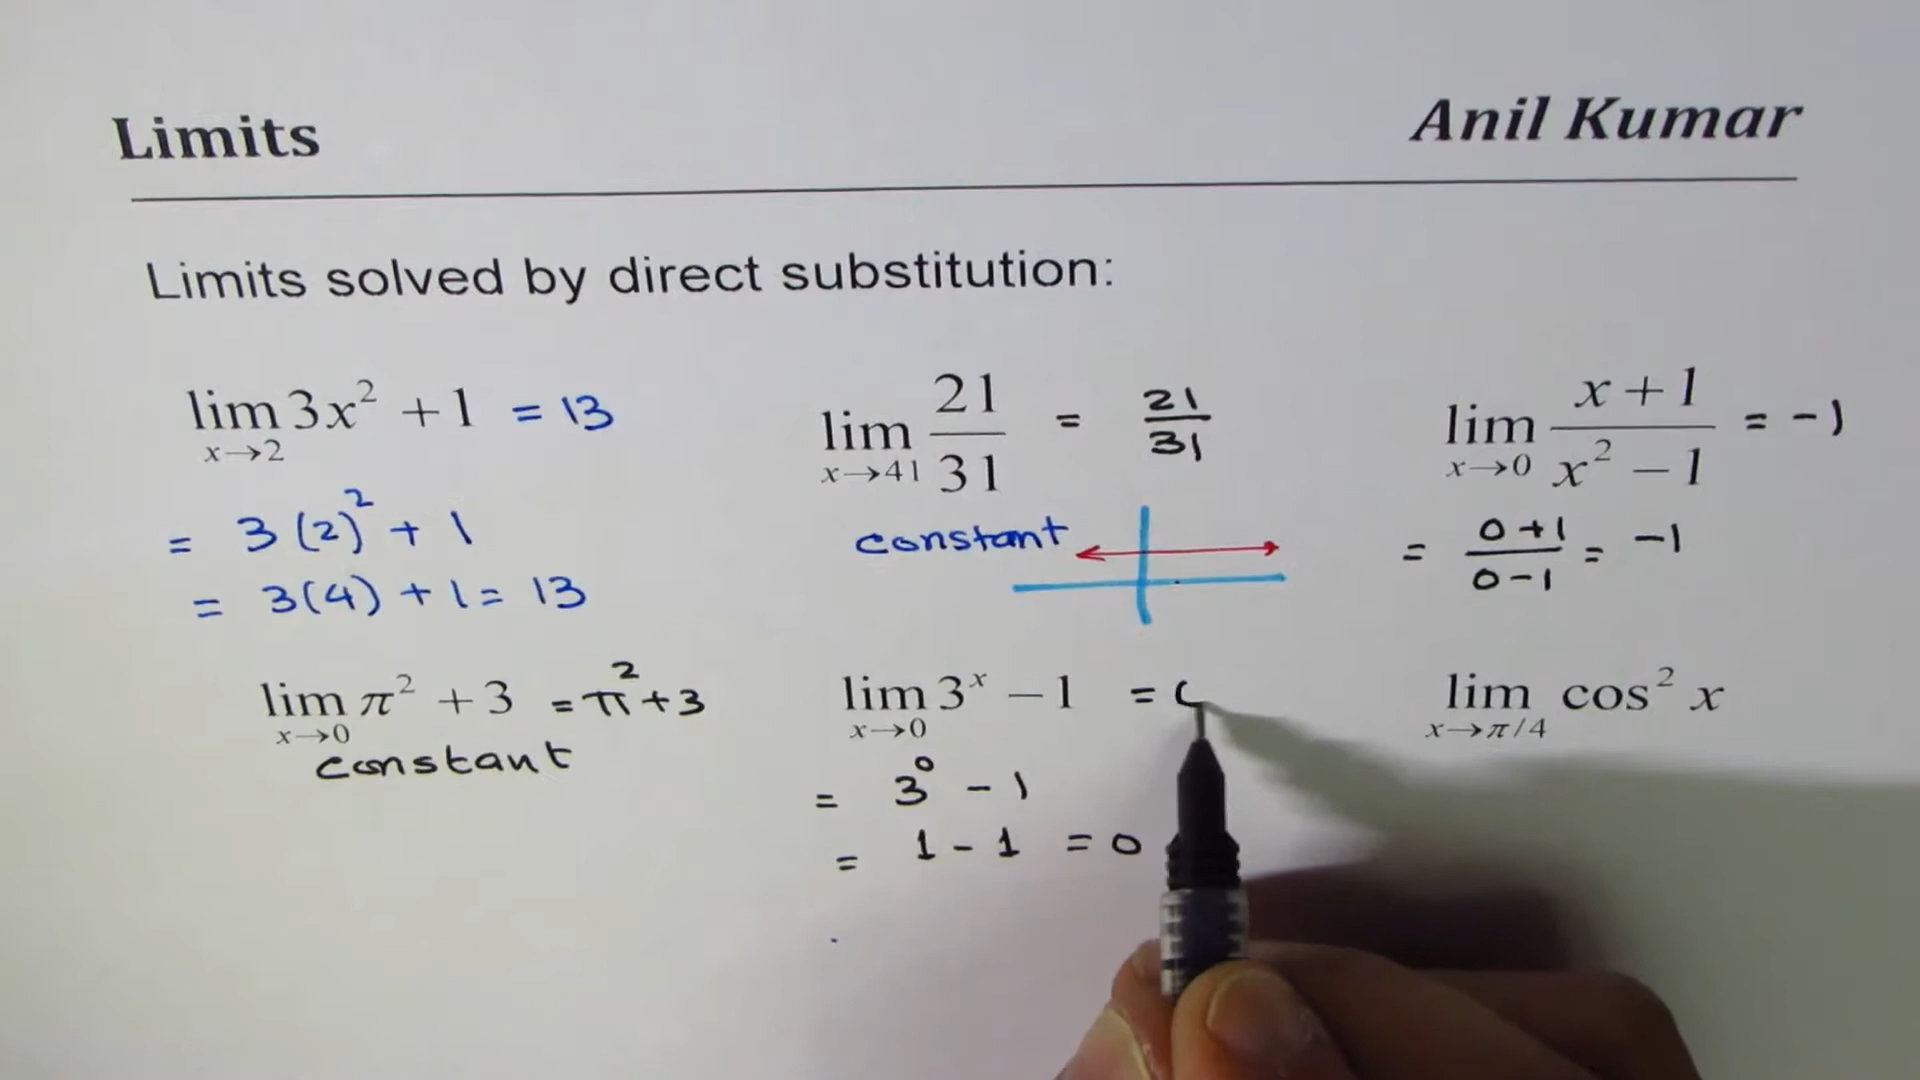 Limits
Anil Kumar
Limits solved by direct substitution:
lim x→2 3x² + 1 = 13
= 3(2)² + 1
= 3(4) + 1 = 13
lim x→41 21/31 = 21/31
constant
lim x→0 (x + 1)/(x² − 1) = -1
= (0+1)/(0-1) = -1
lim x→0 π² + 3 = π² + 3
constant
lim x→0 3ˣ − 1 =
= 3⁰ - 1
= 1 - 1 = 0
lim x→π/4 cos² x